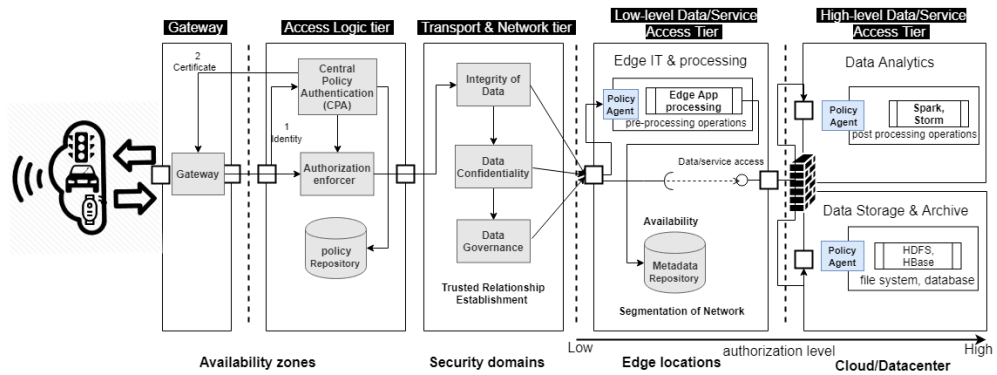 Gateway
Access Logic tier
Transport & Network tier
Low-level Data/Service
Access Tier
High-level Data/Service
Access Tier
2
Certificate
Central
Policy
Authentication
(CPA)
1
Identity
Gateway
Authorization
enforcer
policy
Repository
Integrity of
Data
Data
Confidentiality
Data
Governance
Trusted Relationship
Establishment
Edge IT & processing
Policy
Agent
Edge App
processing
pre-processing operations
Data/service access
Availability
Metadata
Repository
Segmentation of Network
Data Analytics
Policy
Agent
Spark,
Storm
post processing operations
Data Storage & Archive
Policy
Agent
HDFS,
HBase
file system, database
Low
authorization level
High
Availability zones
Security domains
Edge locations
Cloud/Datacenter